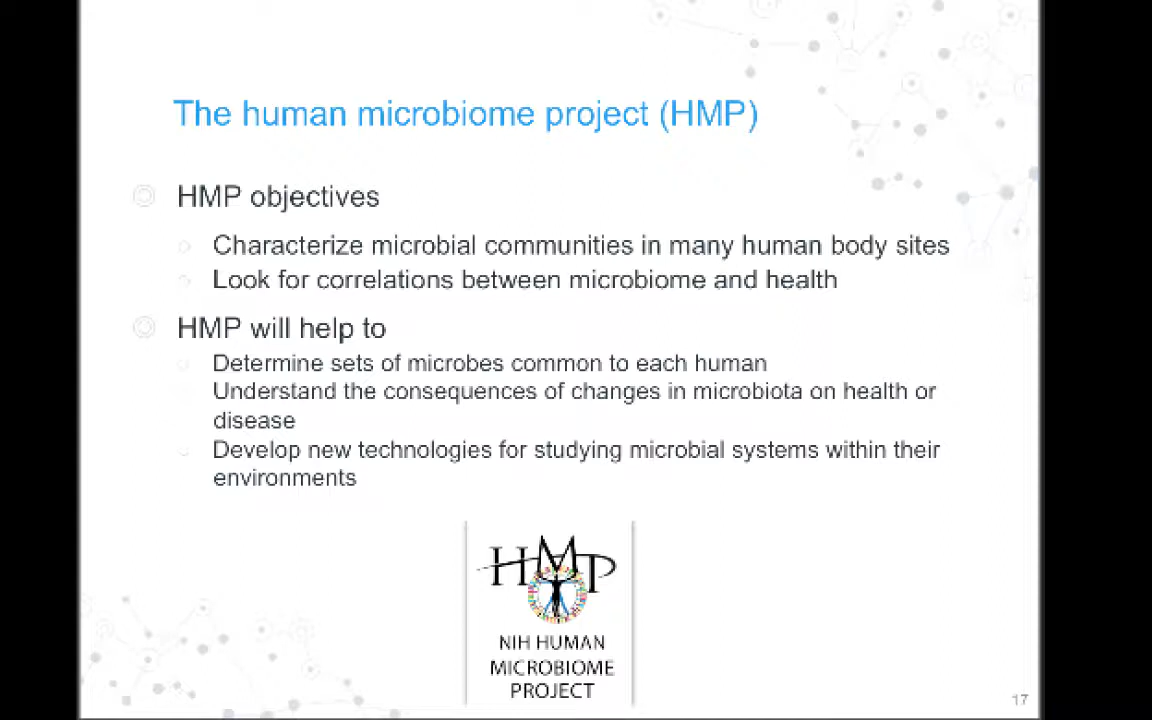 The human microbiome project (HMP)
HMP objectives
Characterize microbial communities in many human body sites
Look for correlations between microbiome and health
HMP will help to
Determine sets of microbes common to each human
Understand the consequences of changes in microbiota on health or
disease
Develop new technologies for studying microbial systems within their
environments
HMP
NIH HUMAN
MICROBIOME
PROJECT
17